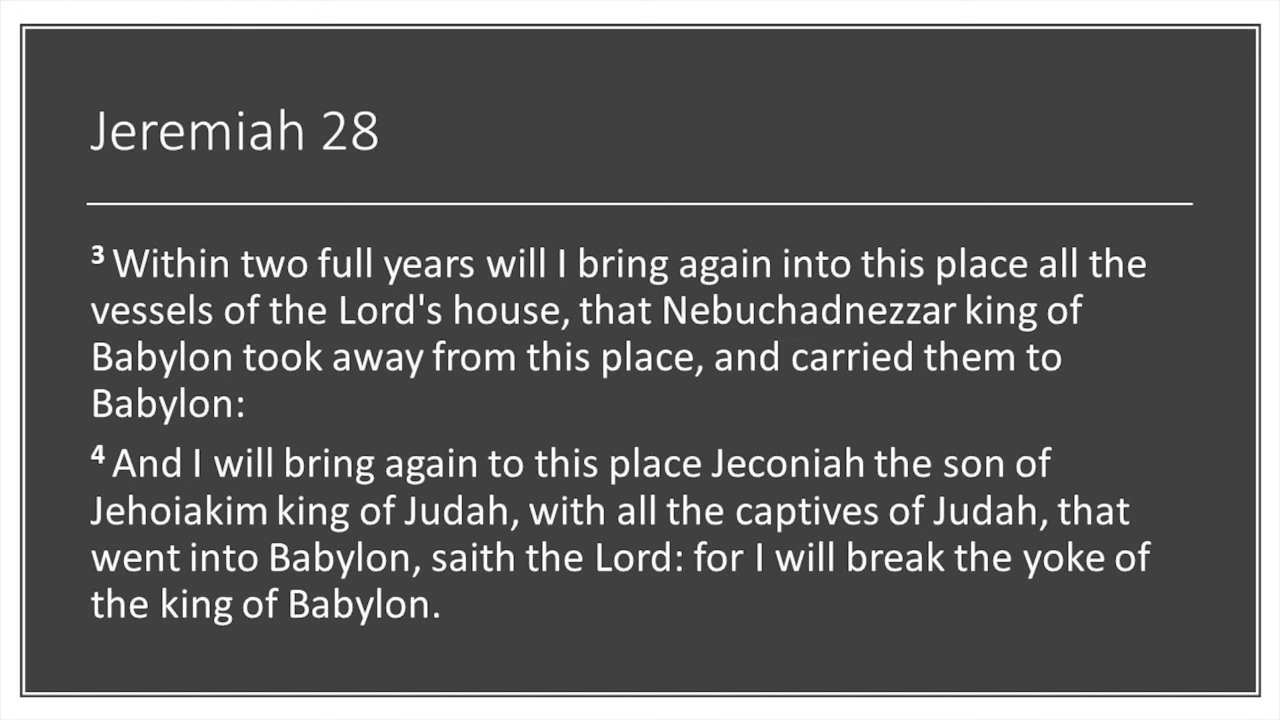 Jeremiah 28
3 Within two full years will I bring again into this place all the
vessels of the Lord's house, that Nebuchadnezzar king of
Babylon took away from this place, and carried them to
Babylon:
4 And I will bring again to this place Jeconiah the son of
Jehoiakim king of Judah, with all the captives of Judah, that
went into Babylon, saith the Lord: for I will break the yoke of
the king of Babylon.